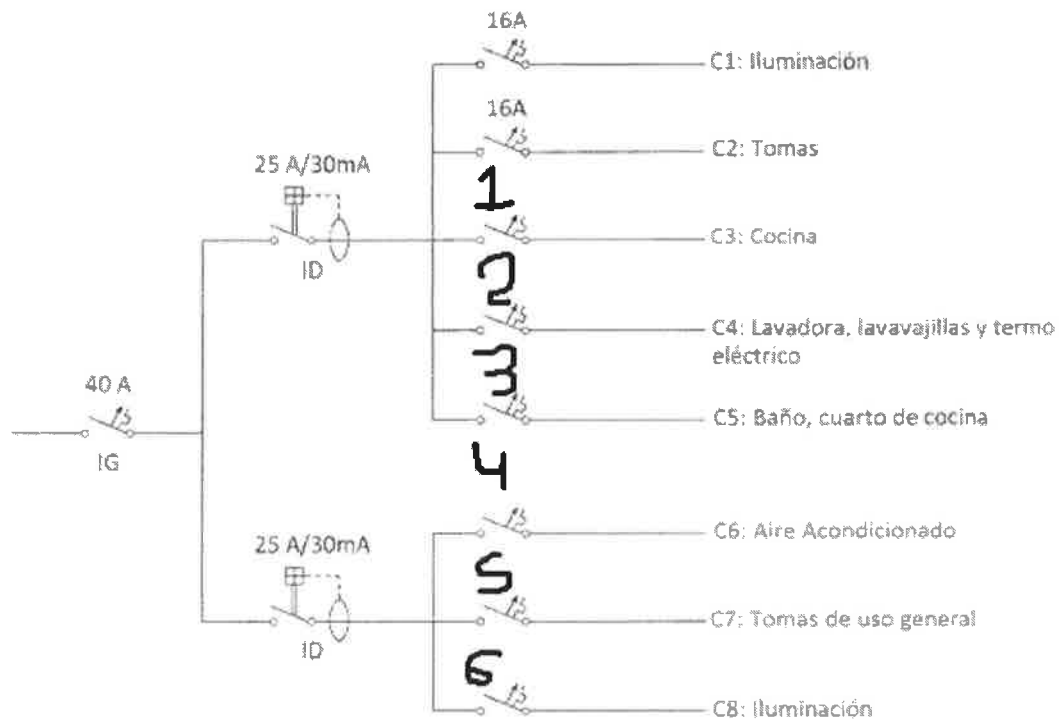 16A
C1: Iluminación
16A
C2: Tomas
25 A/30mA
1
C3: Cocina
ID
2
C4: Lavadora, lavavajillas y termo
eléctrico
3
40 A
C5: Baño, cuarto de cocina
IG
4
C6: Aire Acondicionado
25 A/30mA
5
C7: Tomas de uso general
ID
6
C8: Iluminación